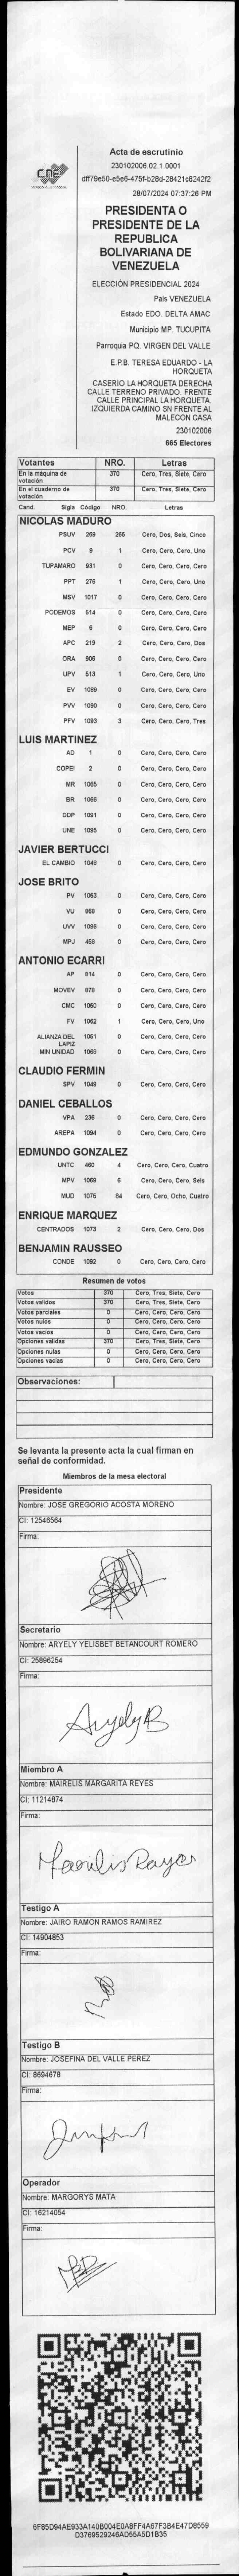 Acta de escrutinio
230102006.02.1.0001
CNE
dff79e50-e5e6-475f-b28d-28421c8242f2
28/07/2024 07:37:26 PM
PRESIDENTA O
PRESIDENTE DE LA
REPUBLICA
BOLIVARIANA DE
VENEZUELA
ELECCIÓN PRESIDENCIAL 2024
País VENEZUELA
Estado EDO. DELTA AMAC
Municipio MP. TUCUPITA
Parroquia PQ. VIRGEN DEL VALLE
E.P.B. TERESA EDUARDO - LA
HORQUETA
CASERIO LA HORQUETA DERECHA
CALLE TERRENO PRIVADO. FRENTE
CALLE PRINCIPAL LA HORQUETA.
IZQUIERDA CAMINO SN FRENTE AL
MALECON CASA
230102006
665 Electores
Votantes NRO. Letras
En la máquina de votación 370 Cero, Tres, Siete, Cero
En el cuaderno de votación 370 Cero, Tres, Siete, Cero
Cand. Sigla Código NRO. Letras
NICOLAS MADURO
PSUV 269 265 Cero, Dos, Seis, Cinco
PCV 9 1 Cero, Cero, Cero, Uno
TUPAMARO 931 0 Cero, Cero, Cero, Cero
PPT 276 1 Cero, Cero, Cero, Uno
MSV 1017 0 Cero, Cero, Cero, Cero
PODEMOS 514 0 Cero, Cero, Cero, Cero
MEP 6 0 Cero, Cero, Cero, Cero
APC 219 2 Cero, Cero, Cero, Dos
ORA 906 0 Cero, Cero, Cero, Cero
UPV 513 1 Cero, Cero, Cero, Uno
EV 1089 0 Cero, Cero, Cero, Cero
PVV 1090 0 Cero, Cero, Cero, Cero
PFV 1093 3 Cero, Cero, Cero, Tres
LUIS MARTINEZ
AD 1 0 Cero, Cero, Cero, Cero
COPEI 2 0 Cero, Cero, Cero, Cero
MR 1065 0 Cero, Cero, Cero, Cero
BR 1066 0 Cero, Cero, Cero, Cero
DDP 1091 0 Cero, Cero, Cero, Cero
UNE 1095 0 Cero, Cero, Cero, Cero
JAVIER BERTUCCI
EL CAMBIO 1048 0 Cero, Cero, Cero, Cero
JOSE BRITO
PV 1053 0 Cero, Cero, Cero, Cero
VU 868 0 Cero, Cero, Cero, Cero
UVV 1096 0 Cero, Cero, Cero, Cero
MPJ 458 0 Cero, Cero, Cero, Cero
ANTONIO ECARRI
AP 814 0 Cero, Cero, Cero, Cero
MOVEV 878 0 Cero, Cero, Cero, Cero
CMC 1050 0 Cero, Cero, Cero, Cero
FV 1062 1 Cero, Cero, Cero, Uno
ALIANZA DEL LAPIZ 1051 0 Cero, Cero, Cero, Cero
MIN UNIDAD 1069 0 Cero, Cero, Cero, Cero
CLAUDIO FERMIN
SPV 1049 0 Cero, Cero, Cero, Cero
DANIEL CEBALLOS
VPA 236 0 Cero, Cero, Cero, Cero
AREPA 1094 0 Cero, Cero, Cero, Cero
EDMUNDO GONZALEZ
UNTC 460 4 Cero, Cero, Cero, Cuatro
MPV 6 Cero, Cero, Cero, Seis
MUD 1075 84 Cero, Cero, Ocho, Cuatro
ENRIQUE MARQUEZ
CENTRADOS 1073 2 Cero, Cero, Cero, Dos
BENJAMIN RAUSSEO
CONDE 1092 0 Cero, Cero, Cero, Cero
Resumen de votos
Votos 370 Cero, Tres, Siete, Cero
Votos validos 370 Cero, Tres, Siete, Cero
Votos parciales 0 Cero, Cero, Cero, Cero
Votos nulos 0 Cero, Cero, Cero, Cero
Votos vacios 0 Cero, Cero, Cero, Cero
Opciones validas 370 Cero, Tres, Siete, Cero
Opciones nulas 0 Cero, Cero, Cero, Cero
Opciones vacias 0 Cero, Cero, Cero, Cero
Observaciones:
Se levanta la presente acta la cual firman en
señal de conformidad.
Miembros de la mesa electoral
Presidente
Nombre: JOSE GREGORIO ACOSTA MORENO
CI: 12546564
Firma:
Secretario
Nombre: ARYELY YELISBET BETANCOURT ROMERO
CI: 25896254
Firma:
Aryely B
Miembro A
Nombre: MAIRELIS MARGARITA REYES
CI: 11214874
Firma:
Mairelis Reyes
Testigo A
Nombre: JAIRO RAMON RAMOS RAMIREZ
CI: 14904853
Firma:
Testigo B
Nombre: JOSEFINA DEL VALLE PEREZ
CI: 8694678
Firma:
Operador
Nombre: MARGORYS MATA
CI: 16214054
Firma:
6F85D94AE933A140B004E0A8FF4A67F3B4E47D8559
D3769529246AD55A5D1B35